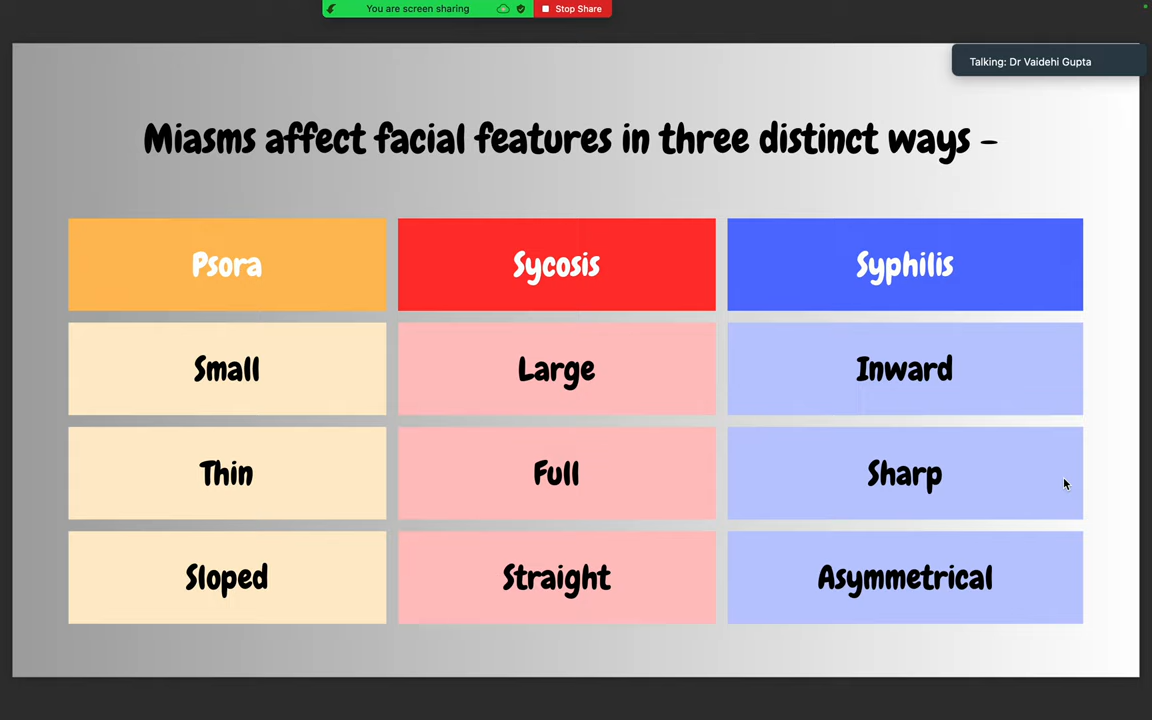 You are screen sharing
Stop Share
Talking: Dr Vaidehi Gupta
Miasms affect facial features in three distinct ways -
Psora Sycosis Syphilis
Small Large Inward
Thin Full Sharp
Sloped Straight Asymmetrical